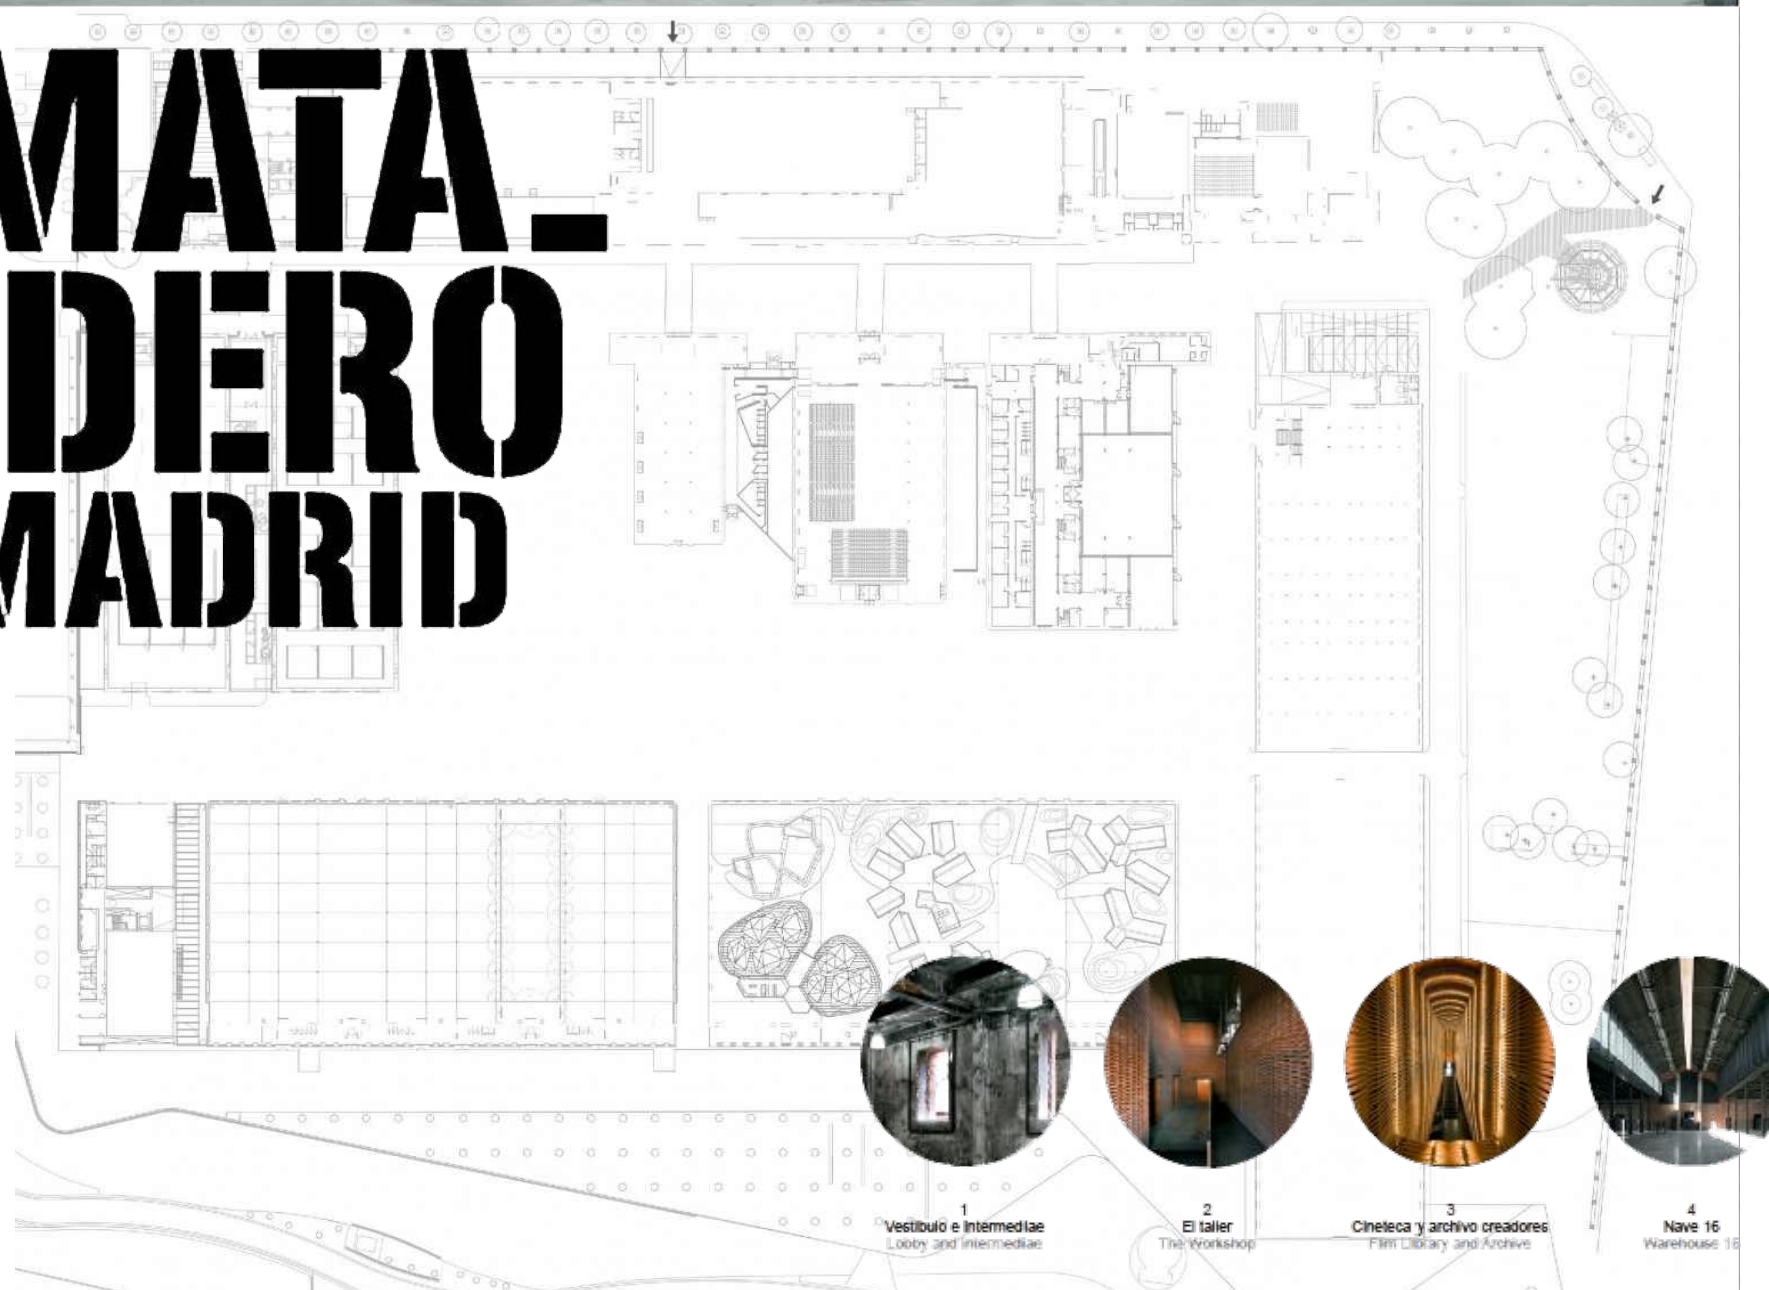 MATA_
DERO
MADRID
1
Vestíbulo e Intermediae
Lobby and Intermediae
2
El taller
The Workshop
3
Cineteca y archivo creadores
Film Library and Archive
4
Nave 16
Warehouse 16